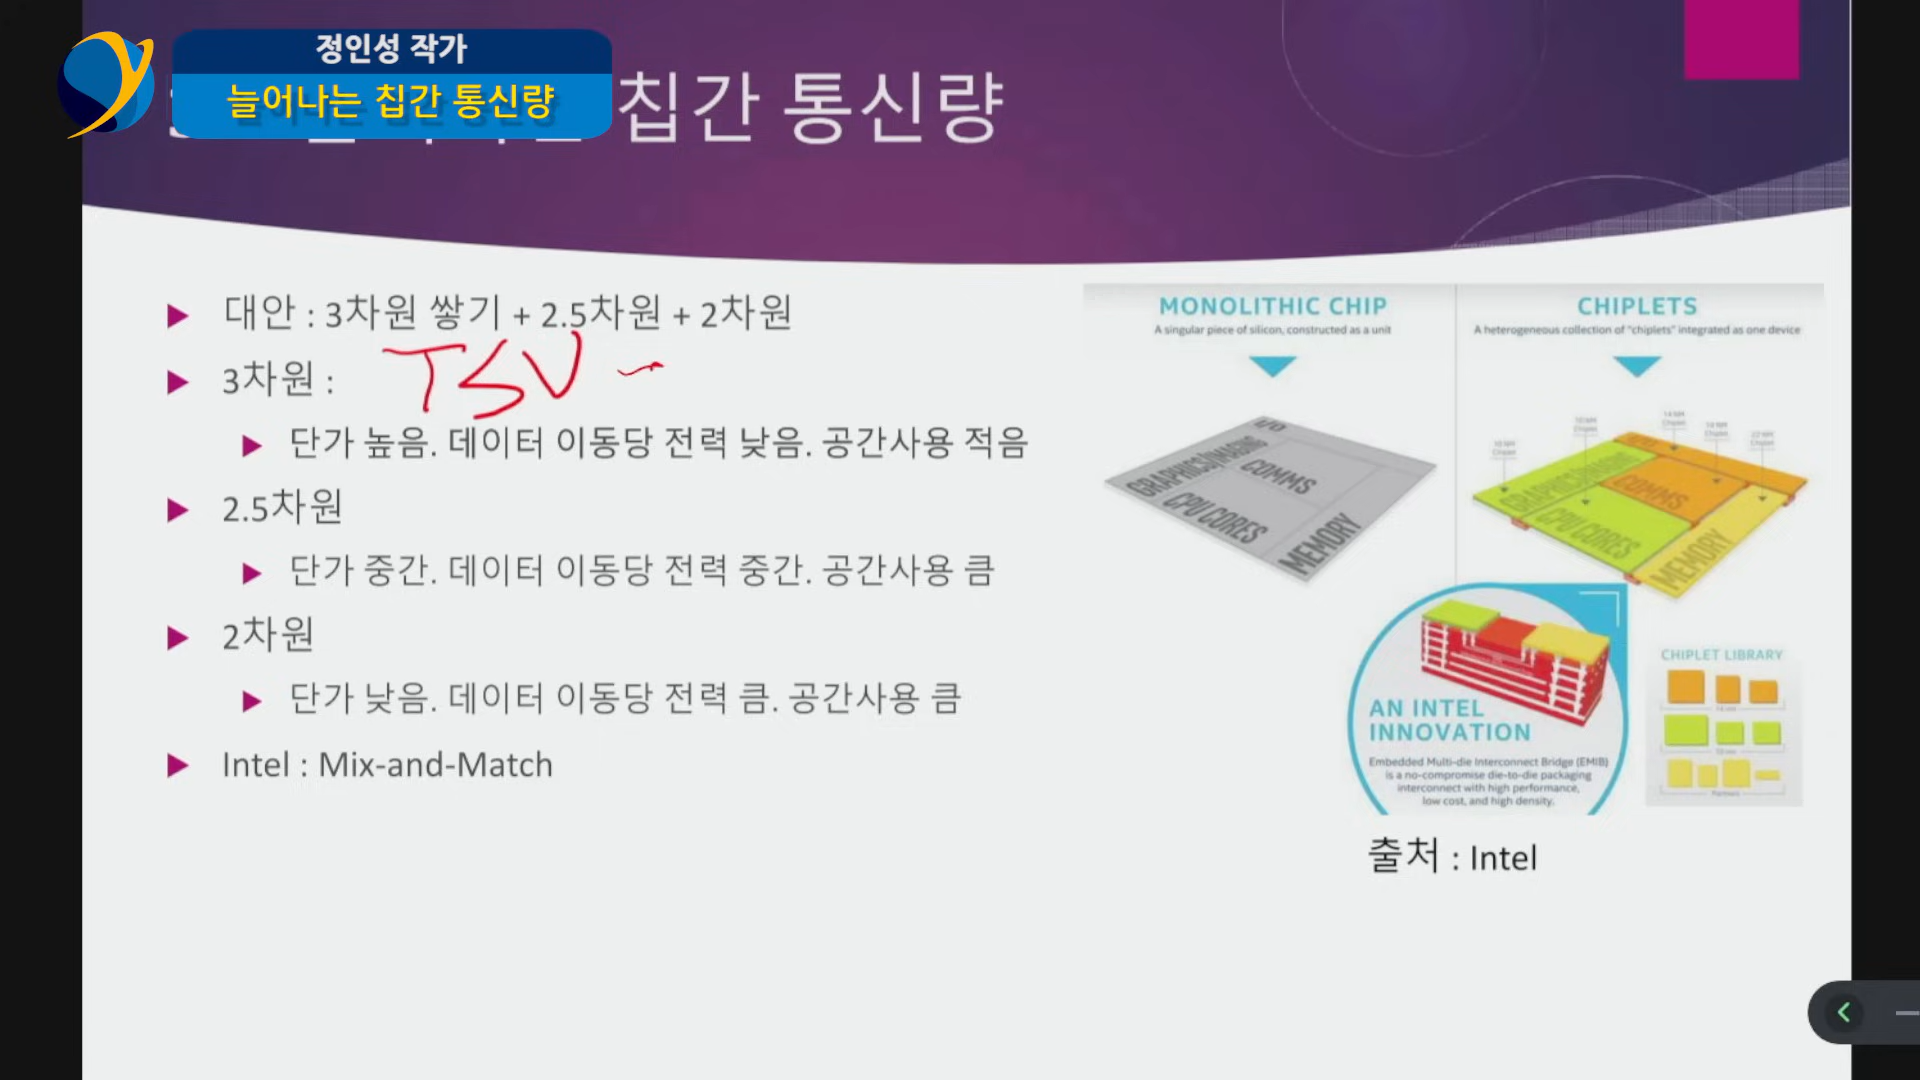 정인성 작가
늘어나는 칩간 통신량
칩간 통신량
대안 : 3차원 쌓기 + 2.5차원 + 2차원
3차원 : TSV
단가 높음. 데이터 이동당 전력 낮음. 공간사용 적음
2.5차원
단가 중간. 데이터 이동당 전력 중간. 공간사용 큼
2차원
단가 낮음. 데이터 이동당 전력 큼. 공간사용 큼
Intel : Mix-and-Match
MONOLITHIC CHIP
A singular piece of silicon, constructed as a unit
I/O
GRAPHICS/IMAGING
COMMS
CPU CORES
MEMORY
CHIPLETS
A heterogeneous collection of "chiplets" integrated as one device
GRAPHICS/IMAGING
COMMS
CPU CORES
MEMORY
AN INTEL
INNOVATION
Embedded Multi-die Interconnect Bridge (EMIB)
is a no-compromise die-to-die packaging
interconnect with high performance,
low cost, and high density.
CHIPLET LIBRARY
출처 : Intel